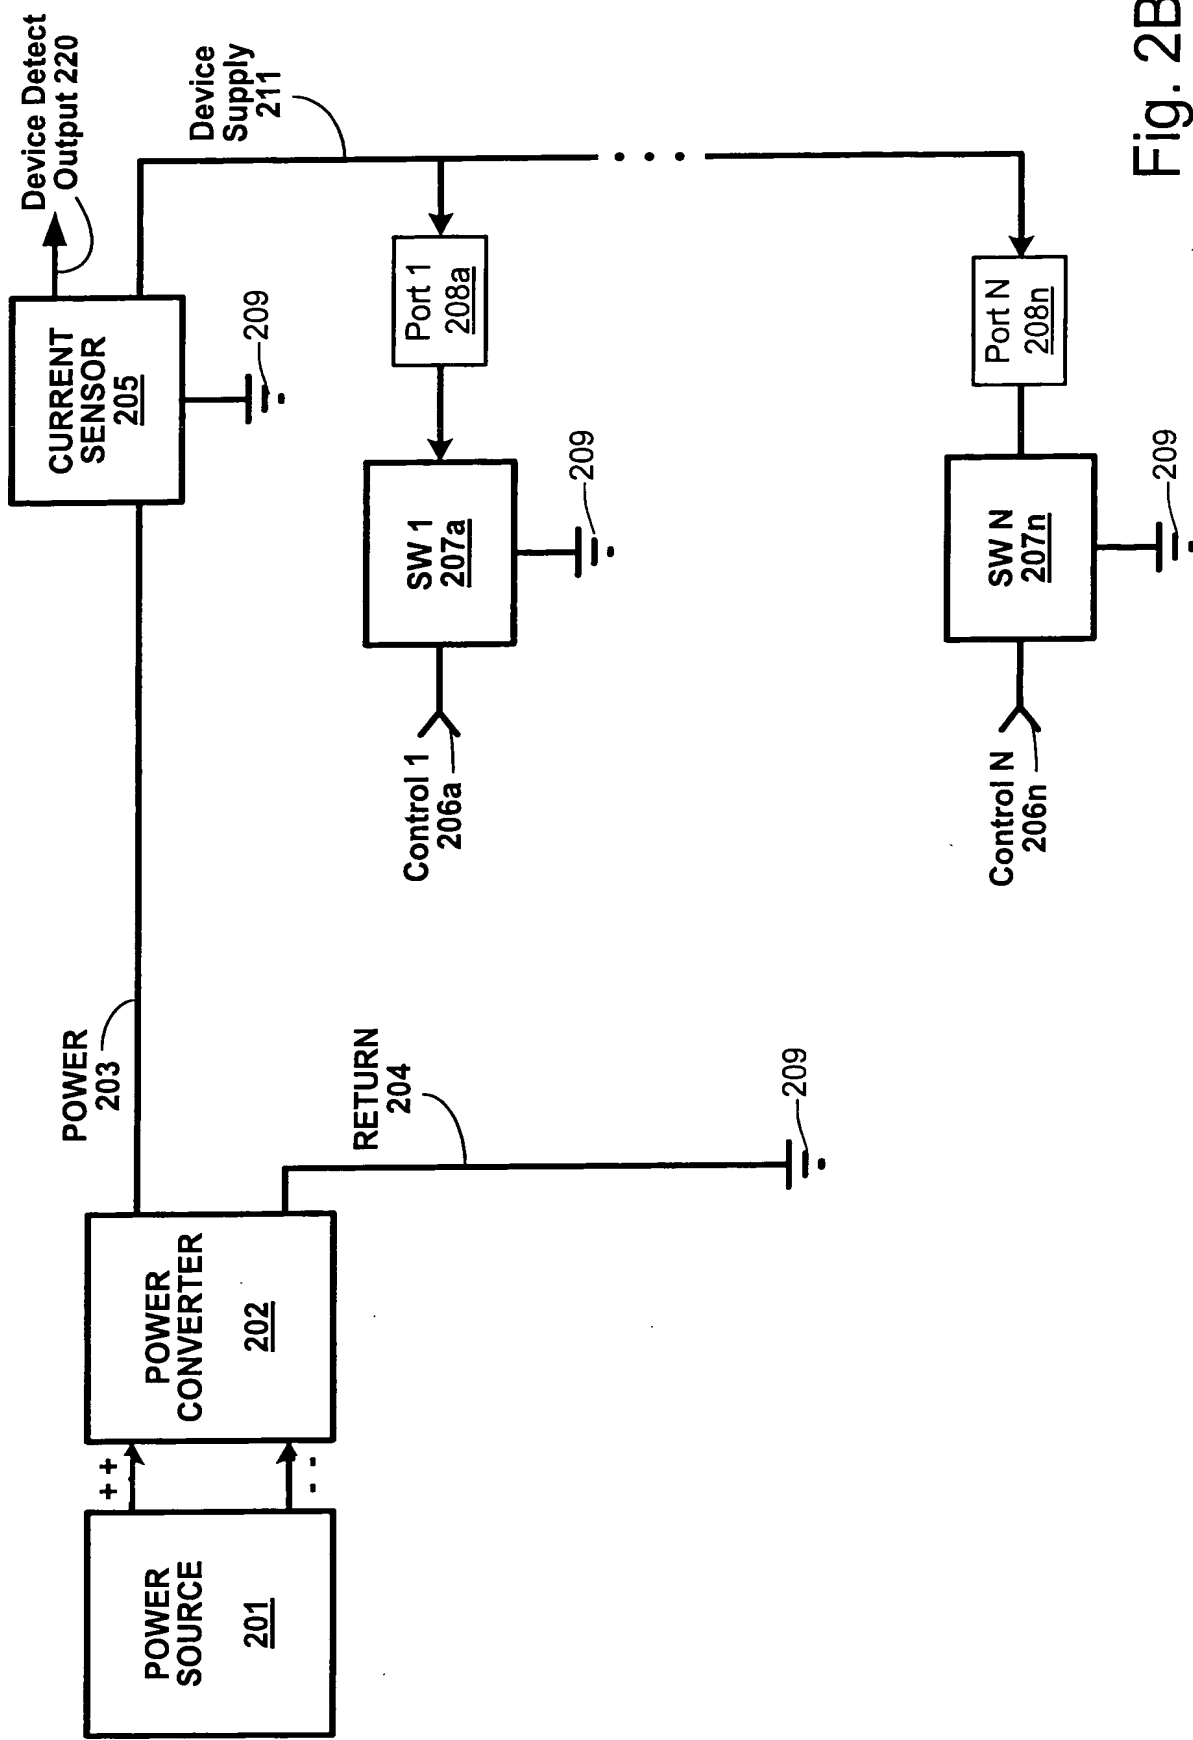 POWER
SOURCE
201
++
- -
POWER
CONVERTER
202
POWER
203
RETURN
204
209
CURRENT
SENSOR
205
209
Device Detect
Output 220
Device
Supply
211
Control 1
206a
SW 1
207a
209
Port 1
208a
Control N
206n
SW N
207n
209
Port N
208n
Fig. 2B